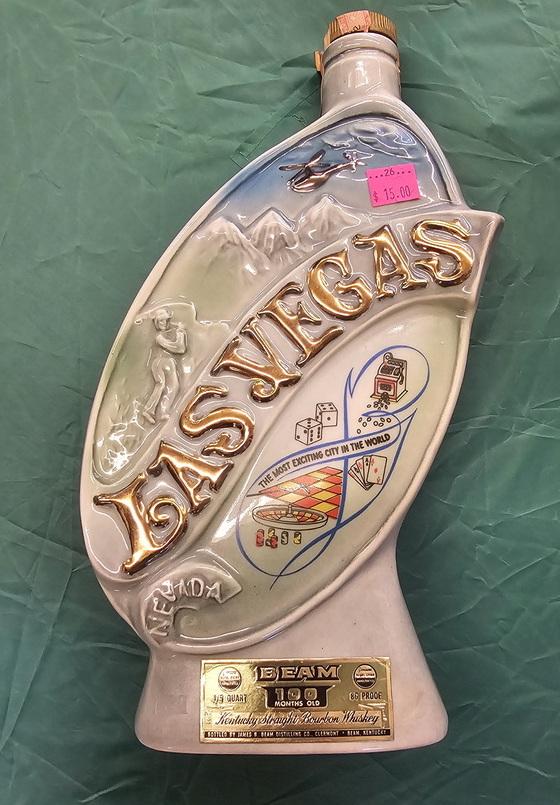 26
$ 15.00
LAS VEGAS
THE MOST EXCITING CITY IN THE WORLD
NEVADA
BEAM
4/5 QUART
100
86 PROOF
MONTHS OLD
Kentucky Straight Bourbon Whiskey
BOTTLED BY JAMES B. BEAM DISTILLING CO., CLERMONT - BEAM, KENTUCKY